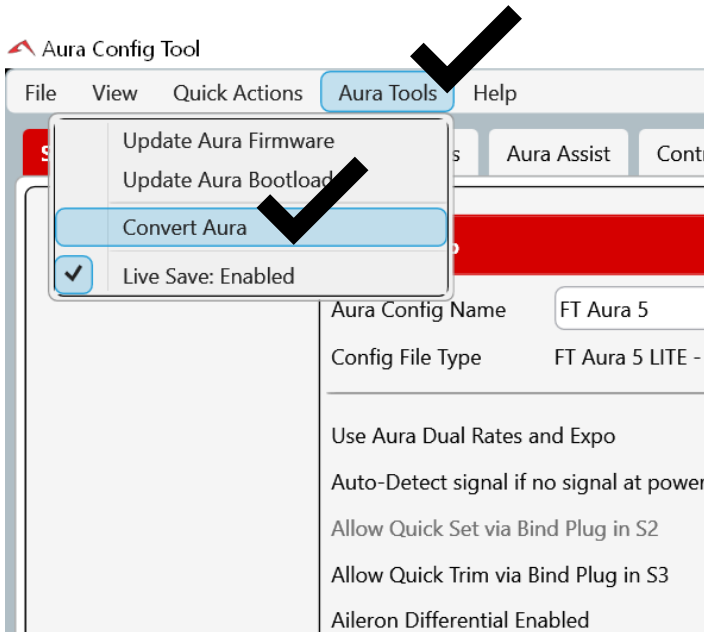 Aura Config Tool
File View Quick Actions Aura Tools Help
Update Aura Firmware
Aura Assist
Update Aura
Convert Aura
Live Save: Enabled
Aura Config Name FT Aura 5
Config File Type FT Aura 5 LITE -
Use Aura Dual Rates and Expo
Auto-Detect signal if no signal at power
Allow Quick Set via Bind Plug in S2
Allow Quick Trim via Bind Plug in S3
Aileron Differential Enabled